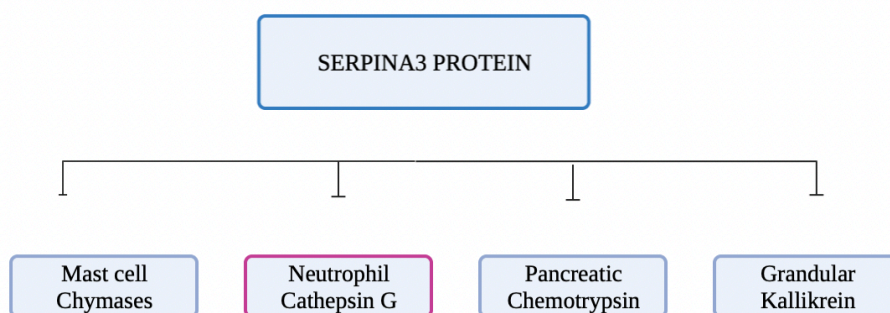 SERPINA3 PROTEIN
Mast cell
Chymases
Neutrophil
Cathepsin G
Pancreatic
Chemotrypsin
Grandular
Kallikrein